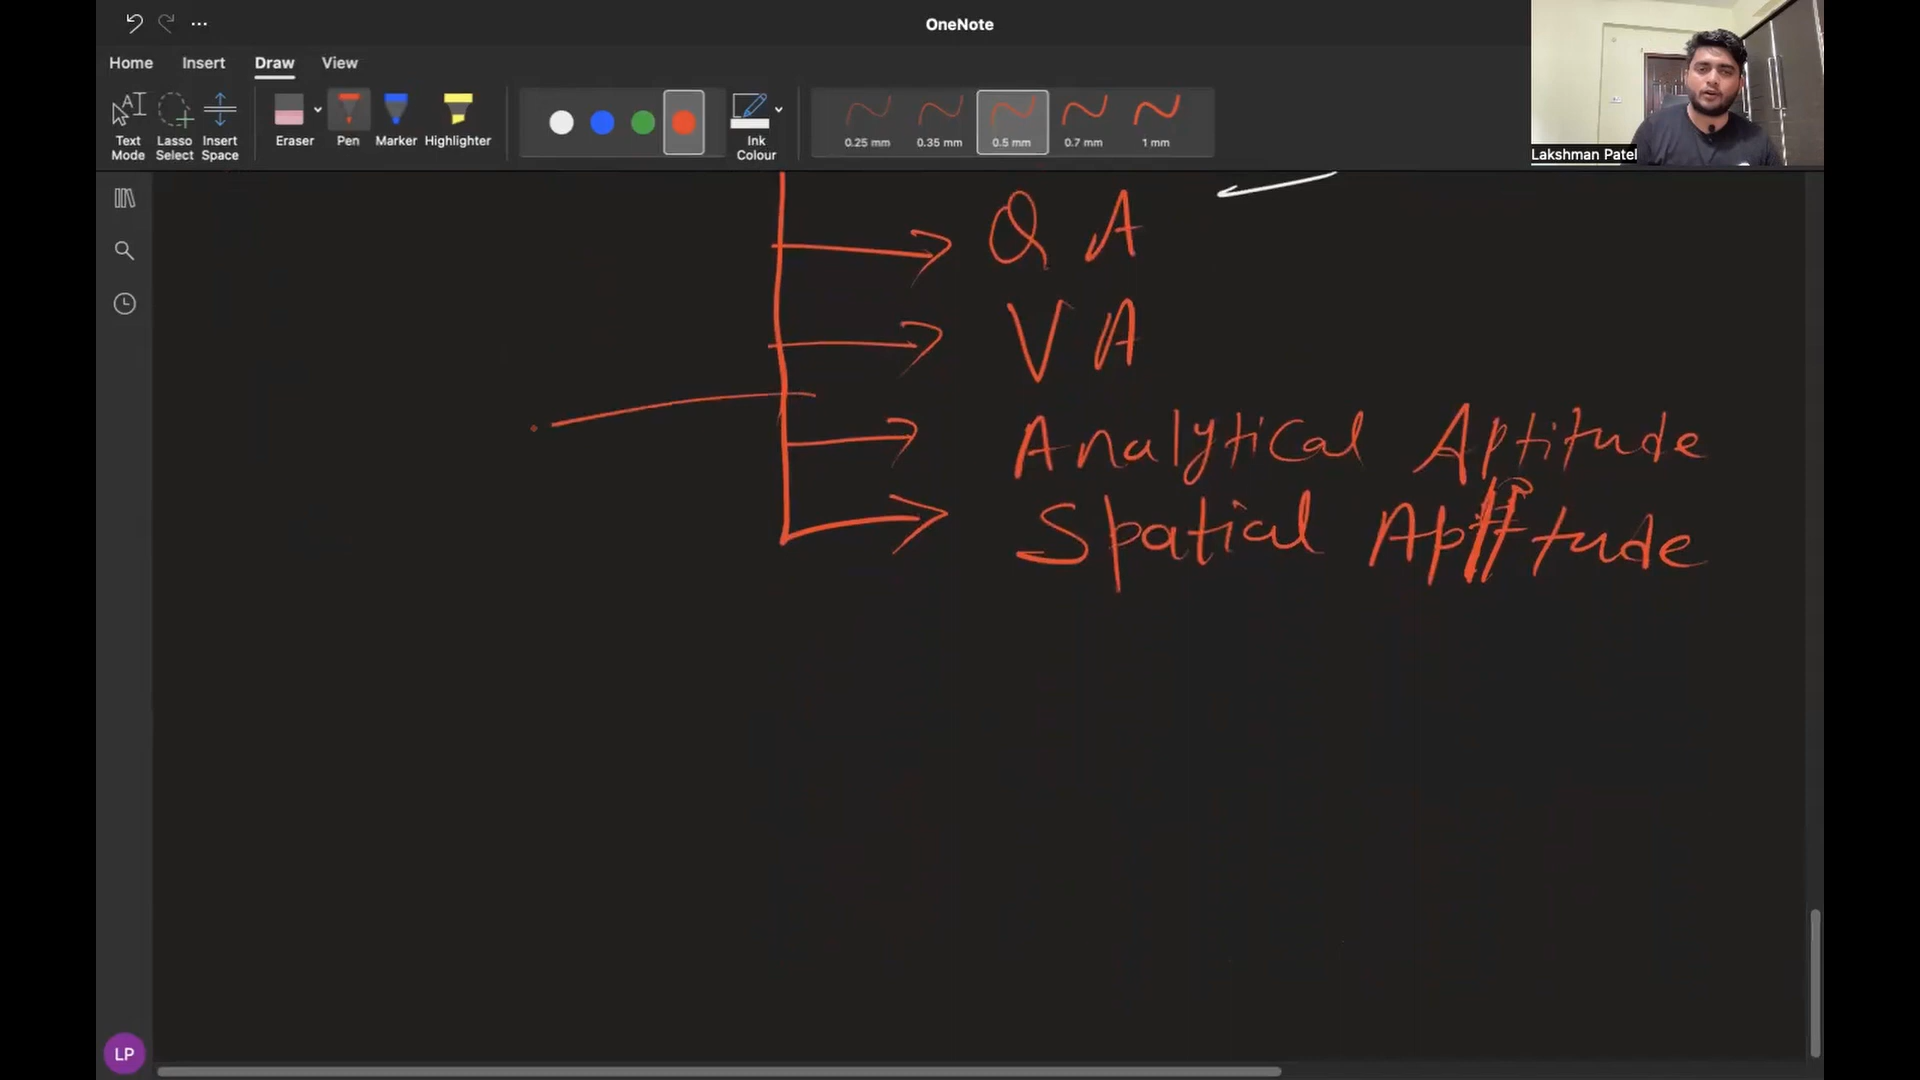 OneNote
Home Insert Draw View
Text Mode
Lasso Select
Insert Space
Eraser
Pen
Marker
Highlighter
Ink Colour
0.25 mm
0.35 mm
0.5 mm
0.7 mm
1 mm
Lakshman Patel
Q A
V A
Analytical Aptitude
Spatial Aptitude
LP